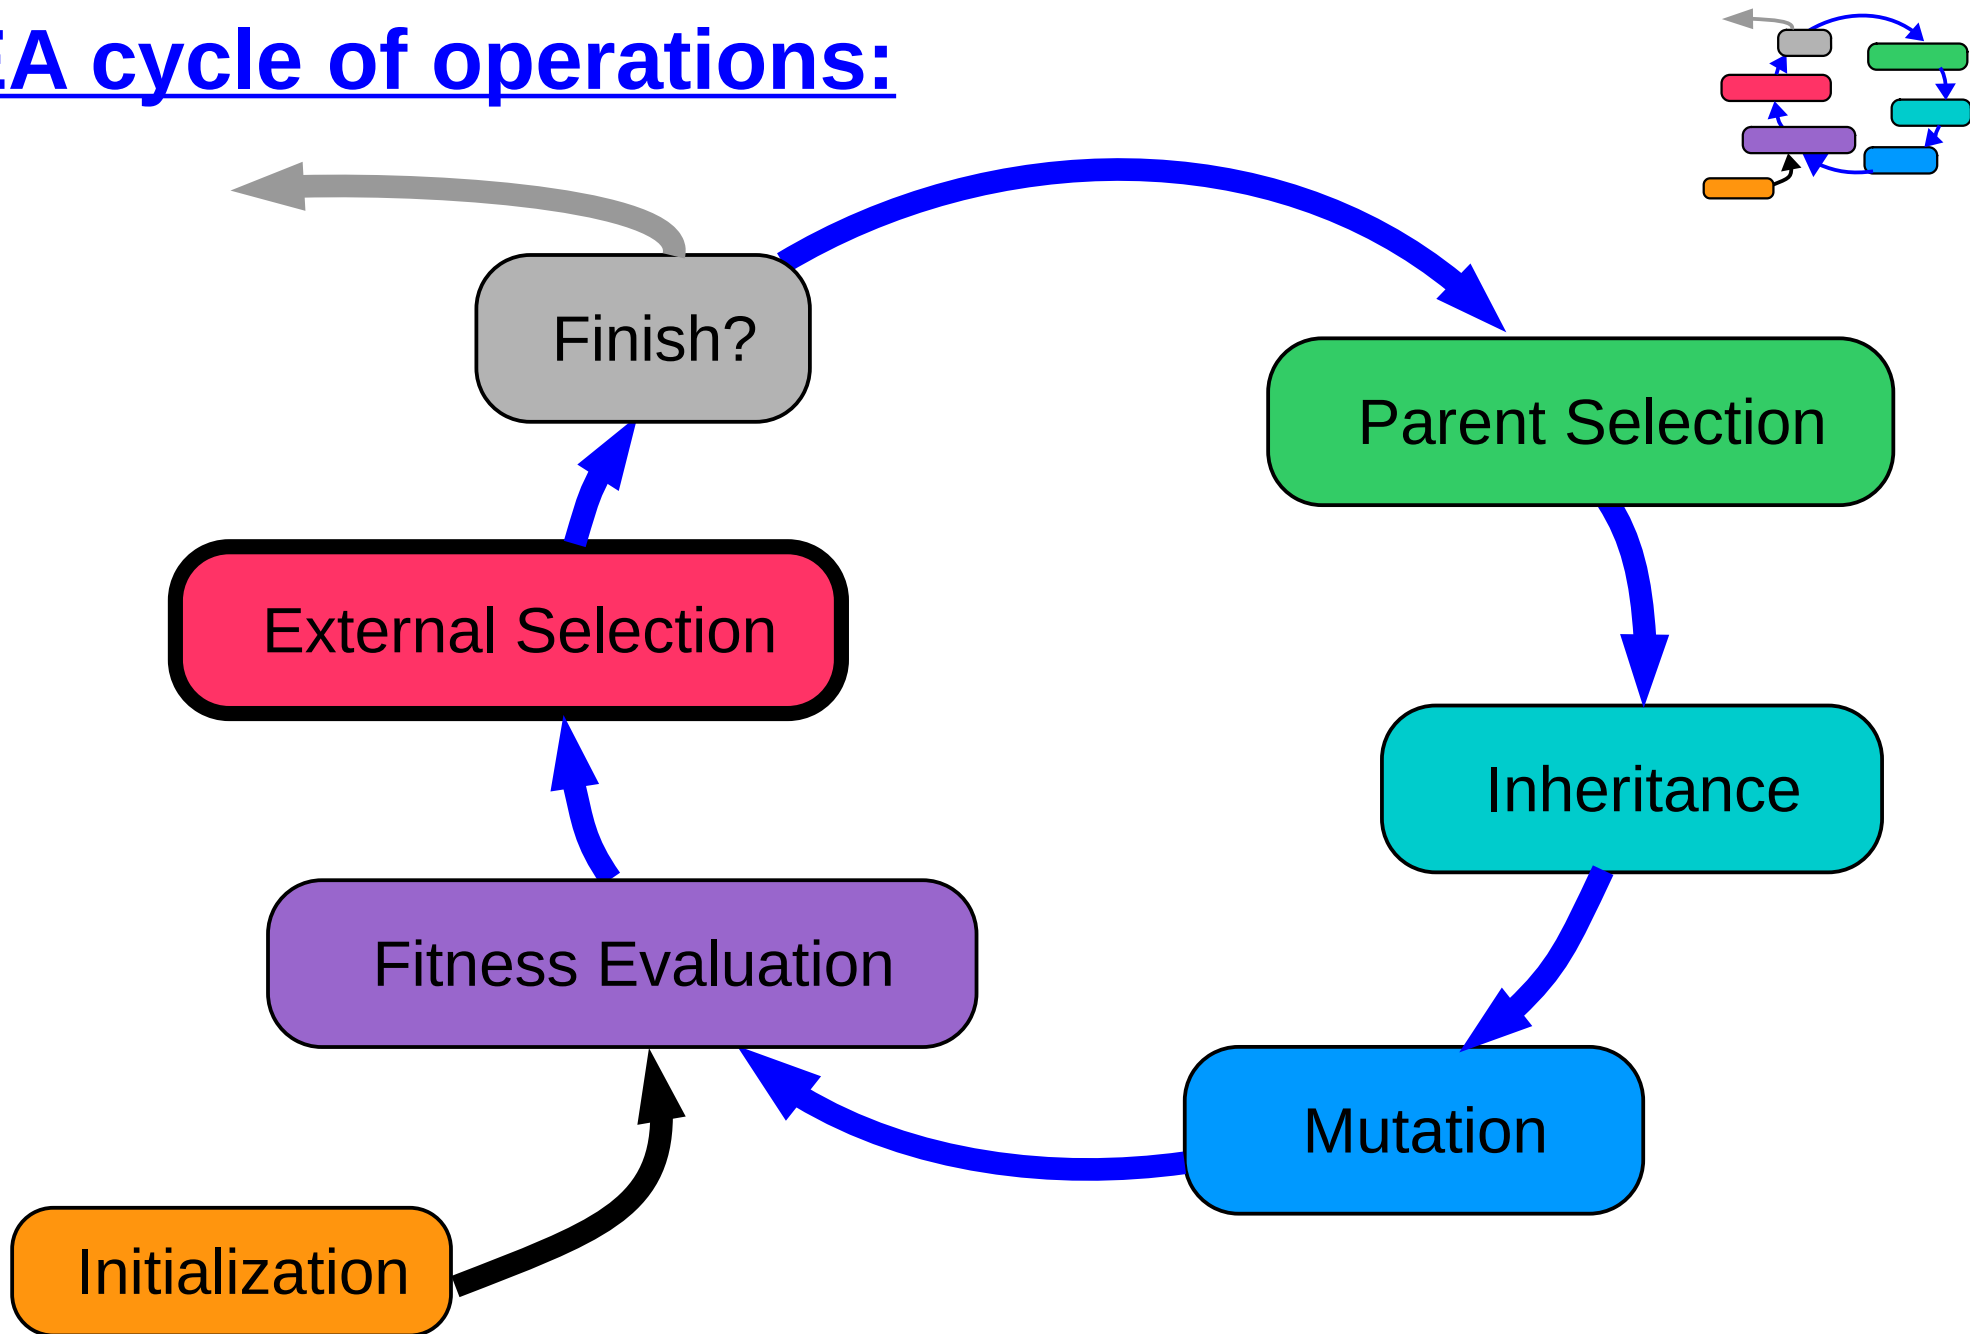 EA cycle of operations:
Finish?
Parent Selection
External Selection
Inheritance
Fitness Evaluation
Mutation
Initialization